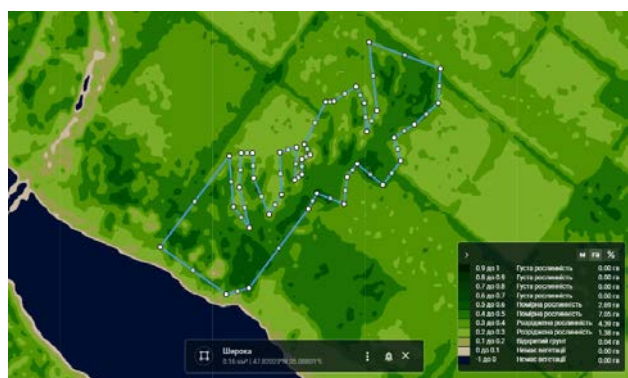 м га %
0.9 до 1 Густа рослинність 0.00 га
0.8 до 0.9 Густа рослинність 0.00 га
0.7 до 0.8 Густа рослинність 0.00 га
0.6 до 0.7 Густа рослинність 0.00 га
0.5 до 0.6 Помірна рослинність 2.69 га
0.4 до 0.5 Помірна рослинність 7.05 га
0.3 до 0.4 Розріджена рослинність 4.39 га
0.2 до 0.3 Розріджена рослинність 1.38 га
0.1 до 0.2 Відкритий ґрунт 0.04 га
0 до 0.1 Немає вегетації 0.00 га
-1 до 0 Немає вегетації 0.00 га
Широка
0.16 км²